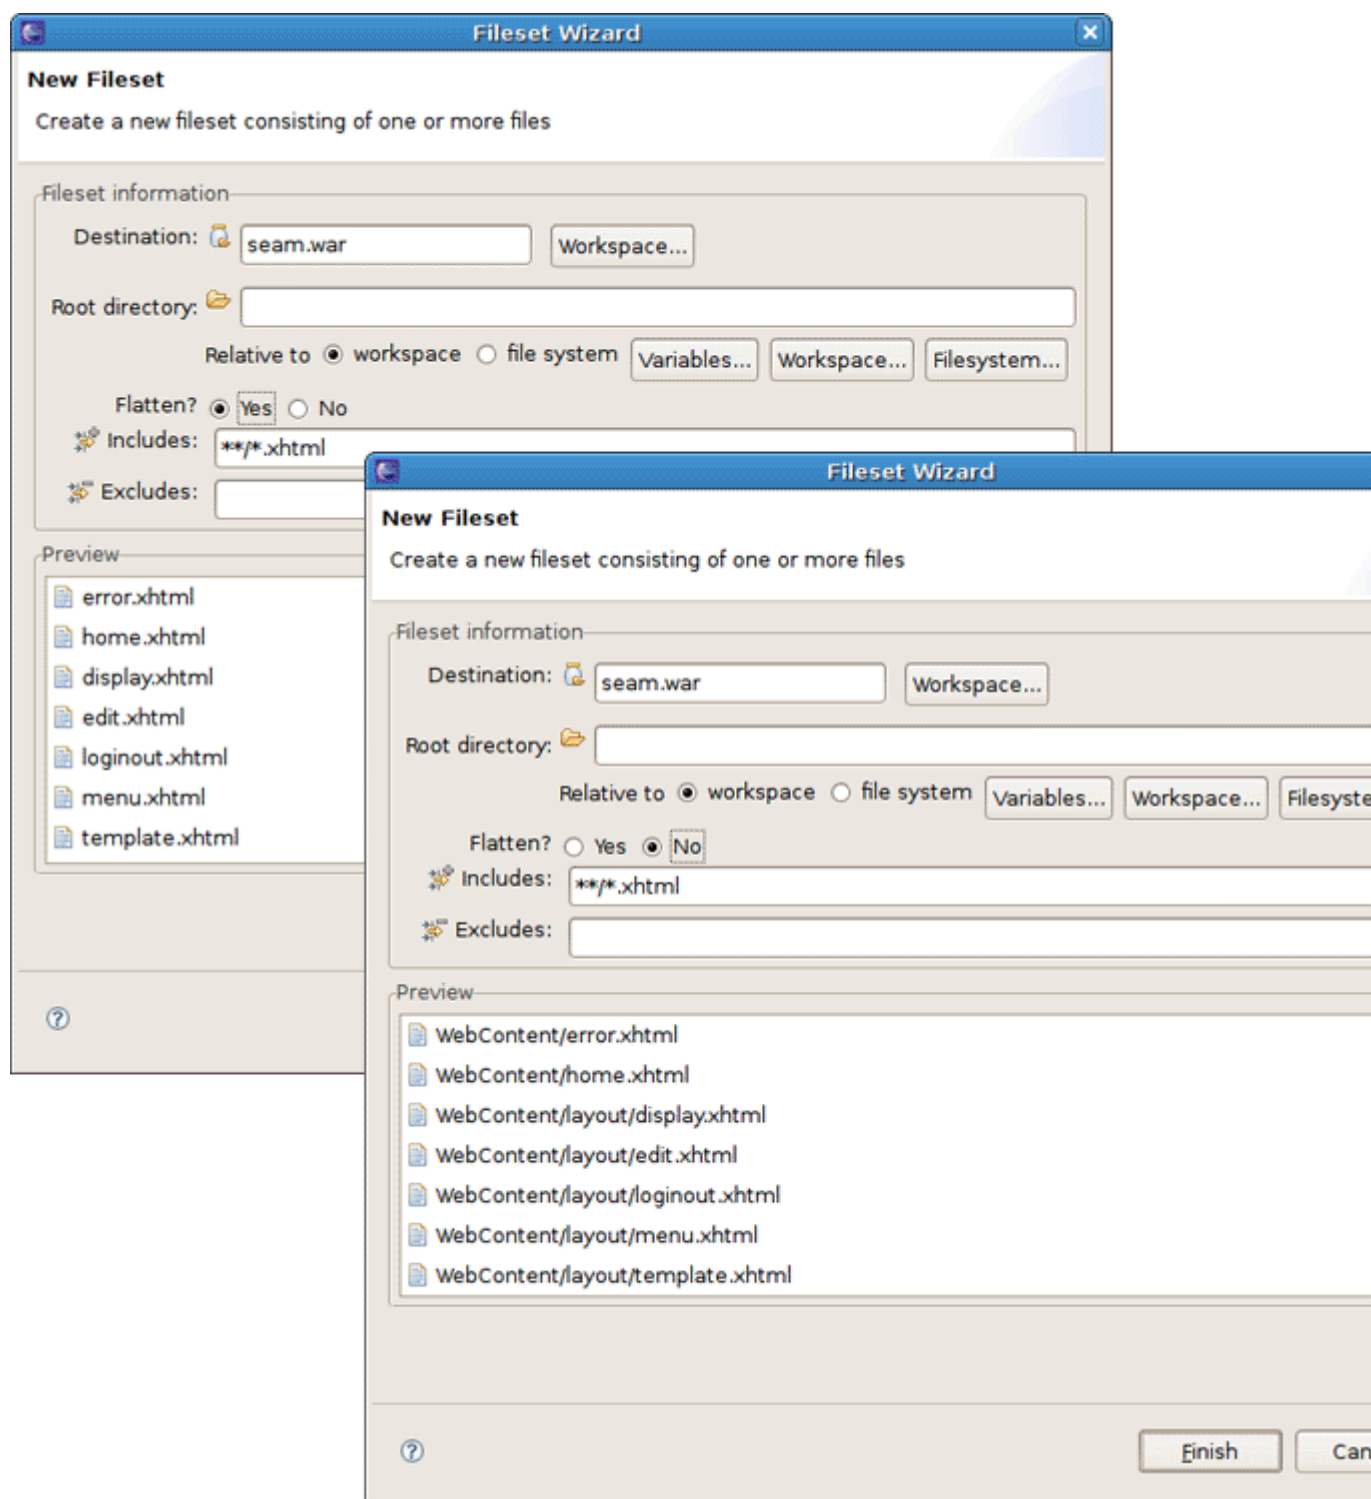 Fileset Wizard
New Fileset
Create a new fileset consisting of one or more files
Fileset information
Destination: seam.war Workspace...
Root directory:
Relative to workspace file system Variables... Workspace... Filesystem...
Flatten? Yes No
Includes: **/*.xhtml
Excludes:
Preview
error.xhtml
home.xhtml
display.xhtml
edit.xhtml
loginout.xhtml
menu.xhtml
template.xhtml
Fileset Wizard
New Fileset
Create a new fileset consisting of one or more files
Fileset information
Destination: seam.war Workspace...
Root directory:
Relative to workspace file system Variables... Workspace... Filesyste
Flatten? Yes No
Includes: **/*.xhtml
Excludes:
Preview
WebContent/error.xhtml
WebContent/home.xhtml
WebContent/layout/display.xhtml
WebContent/layout/edit.xhtml
WebContent/layout/loginout.xhtml
WebContent/layout/menu.xhtml
WebContent/layout/template.xhtml
Finish Can